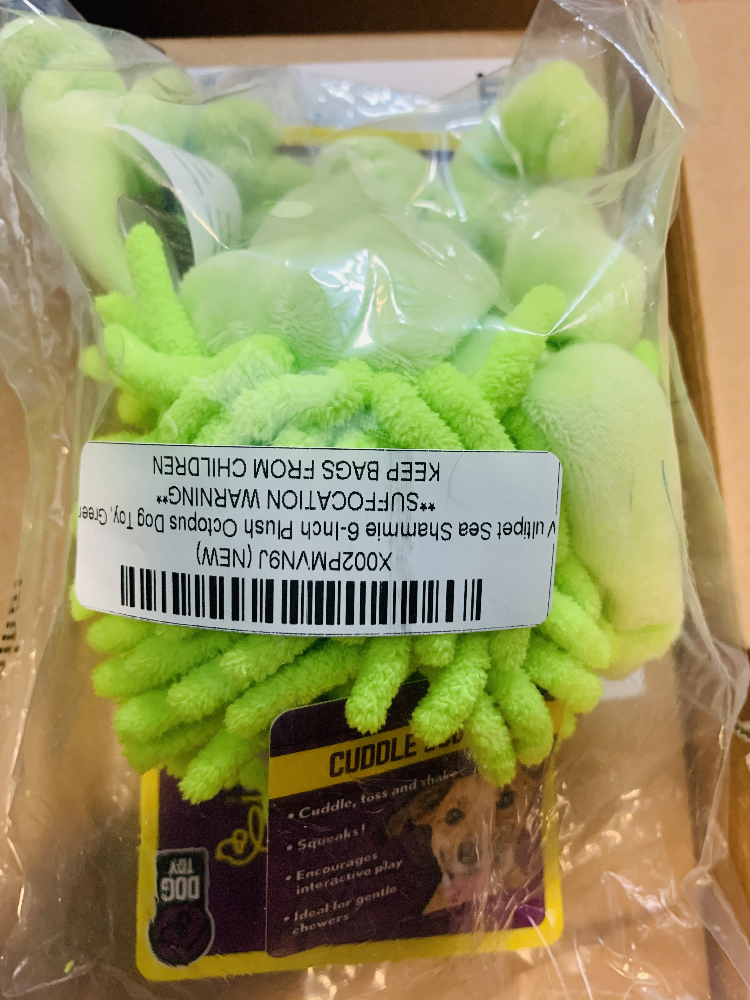 X002PMVN9J (NEW)
ultipet Sea Shammie 6-Inch Plush Octopus Dog Toy, Green
**SUFFOCATION WARNING**
KEEP BAGS FROM CHILDREN
CUDDLE
• Cuddle, toss and shake
• Squeaks!
• Encourages
interactive play
• Ideal for gentle
chewers
DOG
TOY